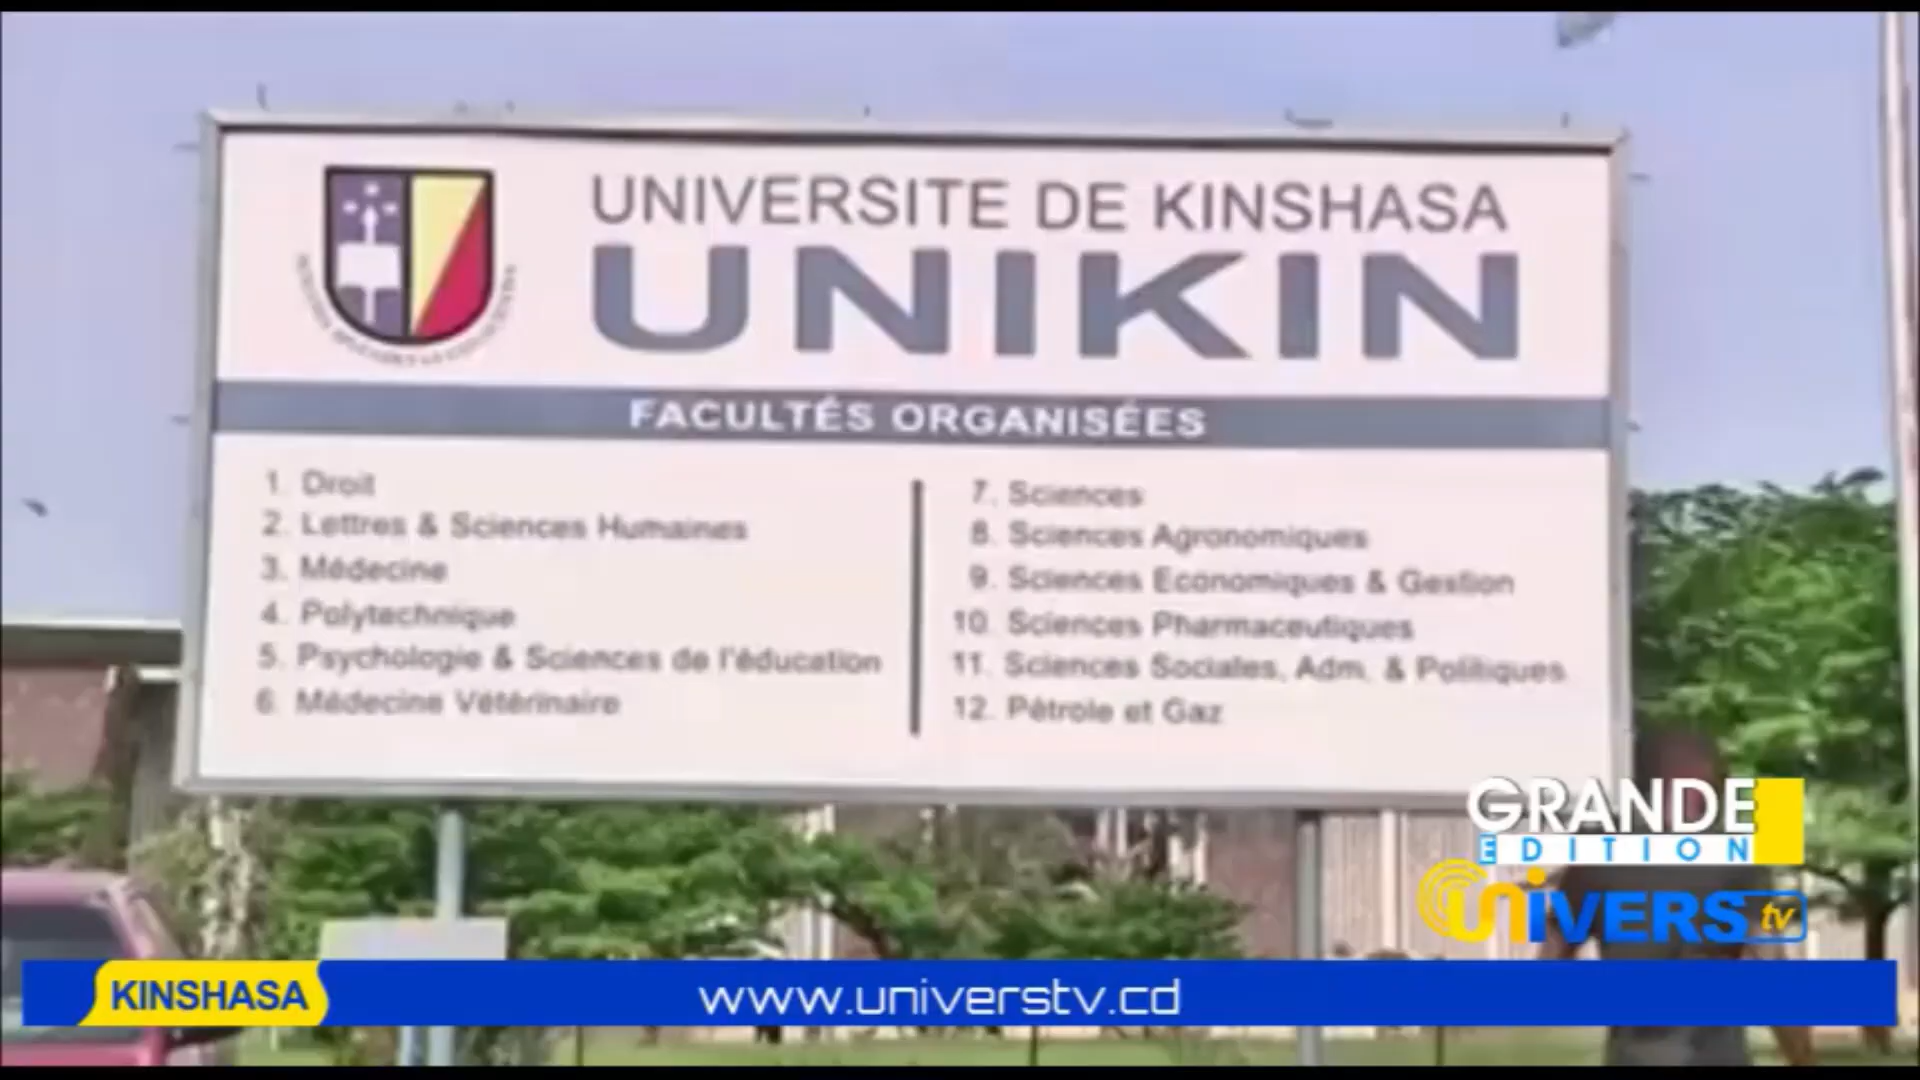 UNIVERSITE DE KINSHASA
UNIKIN
FACULTÉS ORGANISÉES
1. Droit
2. Lettres & Sciences Humaines
3. Médecine
4. Polytechnique
5. Psychologie & Sciences de l'éducation
6. Médecine Vétérinaire
7. Sciences
8. Sciences Agronomiques
9. Sciences Economiques & Gestion
10. Sciences Pharmaceutiques
11. Sciences Sociales, Adm. & Politiques
12. Pétrole et Gaz
GRANDE
EDITION
UNIVERS tv
KINSHASA
www.universtv.cd